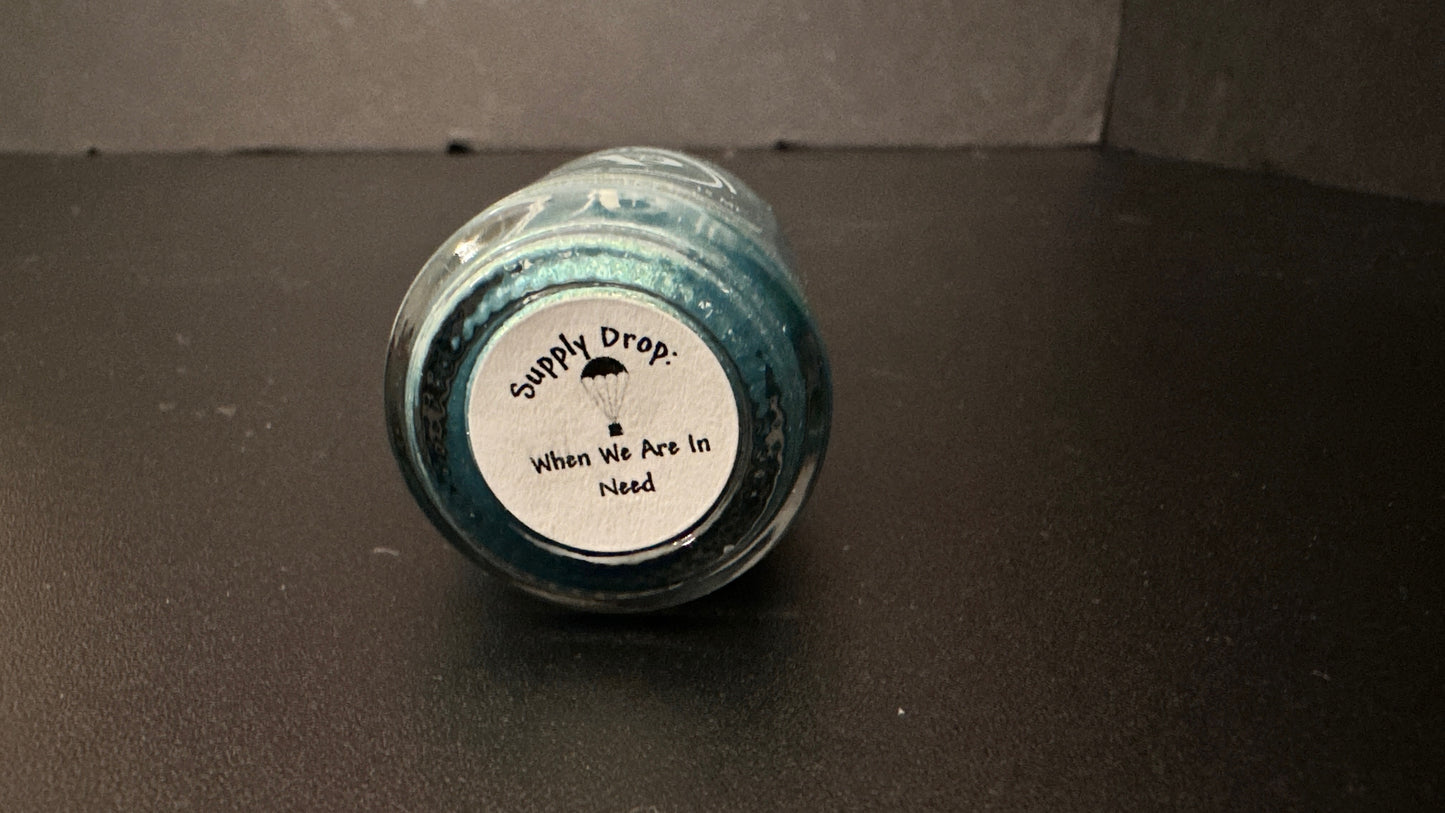 Supply Drop:
When We Are In
Need